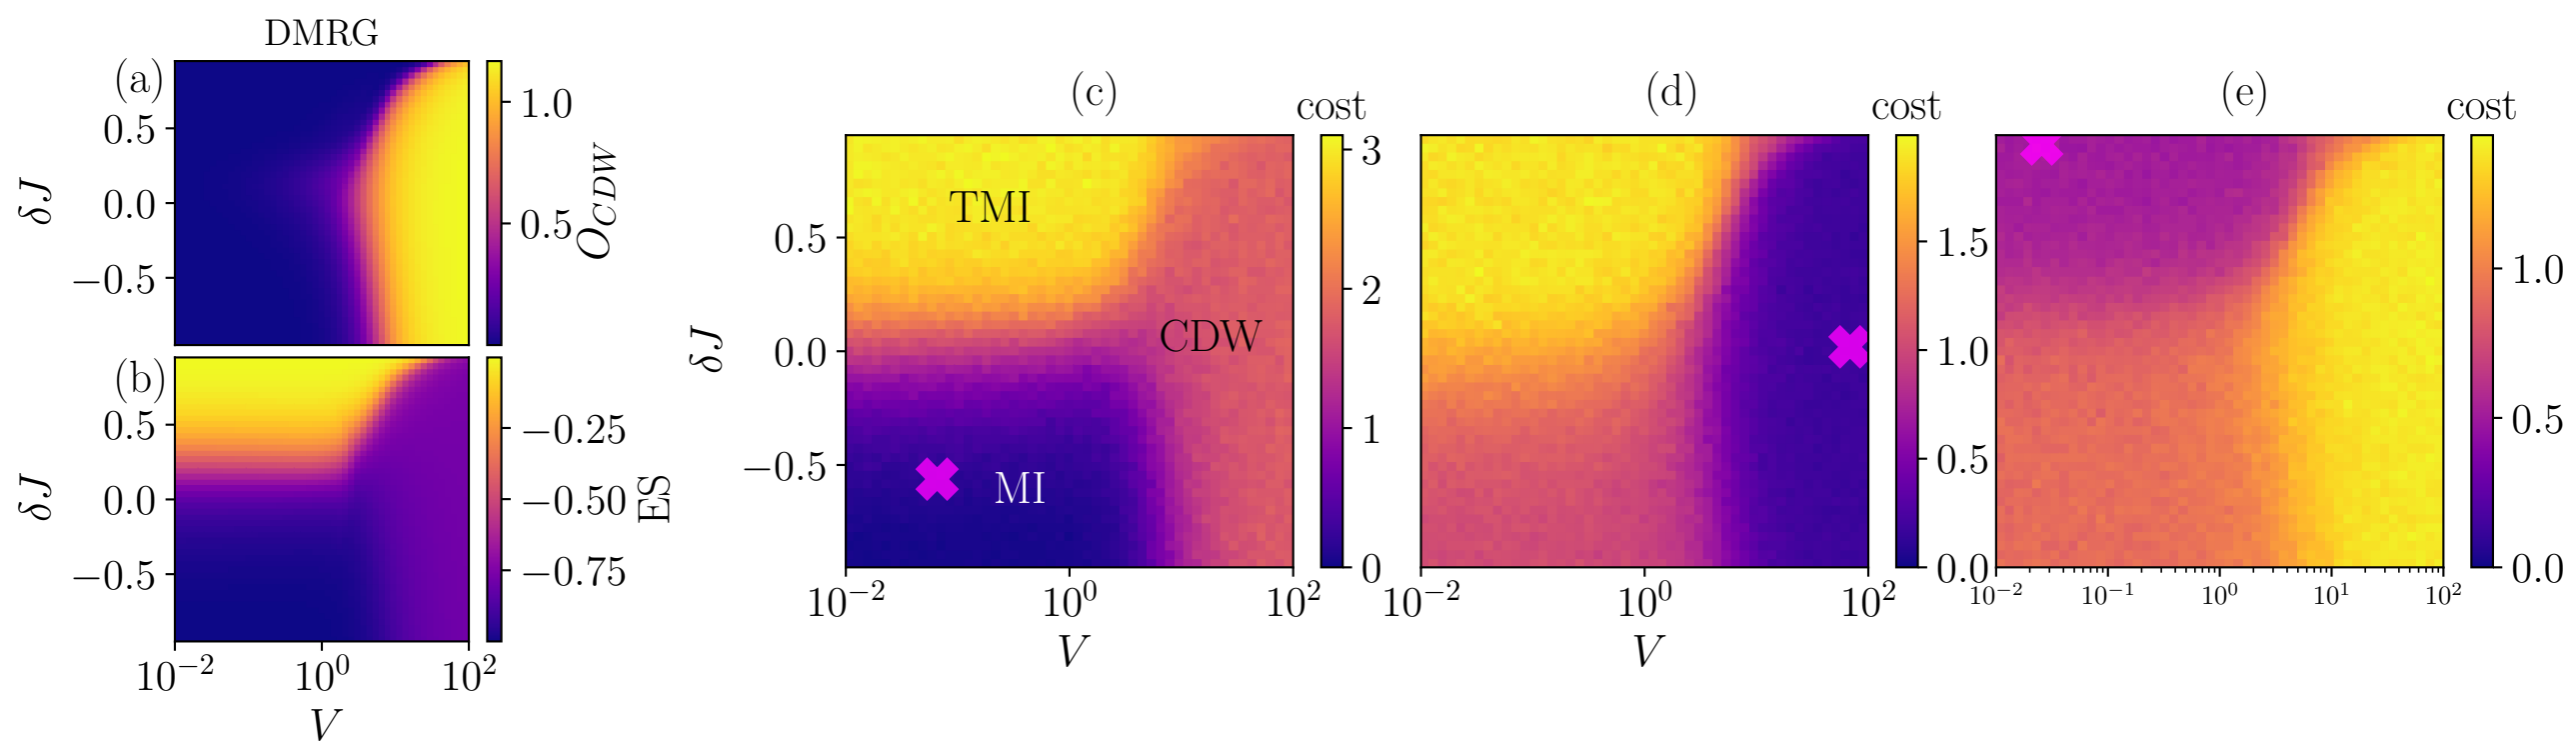 DMRG
(a)
1.0
0.5
0.5
0.0
−0.5
δJ
O_{CDW}
(b)
0.5
0.0
−0.5
δJ
−0.25
−0.50
−0.75
ES
10^{−2} 10^{0} 10^{2}
V
(c)
cost
TMI
CDW
MI
0.5
0.0
−0.5
δJ
3
2
1
0
10^{−2} 10^{0} 10^{2}
V
(d)
cost
1.5
1.0
0.5
0.0
10^{−2} 10^{0} 10^{2}
V
(e)
cost
1.0
0.5
0.0
10^{−2} 10^{−1} 10^{0} 10^{1} 10^{2}